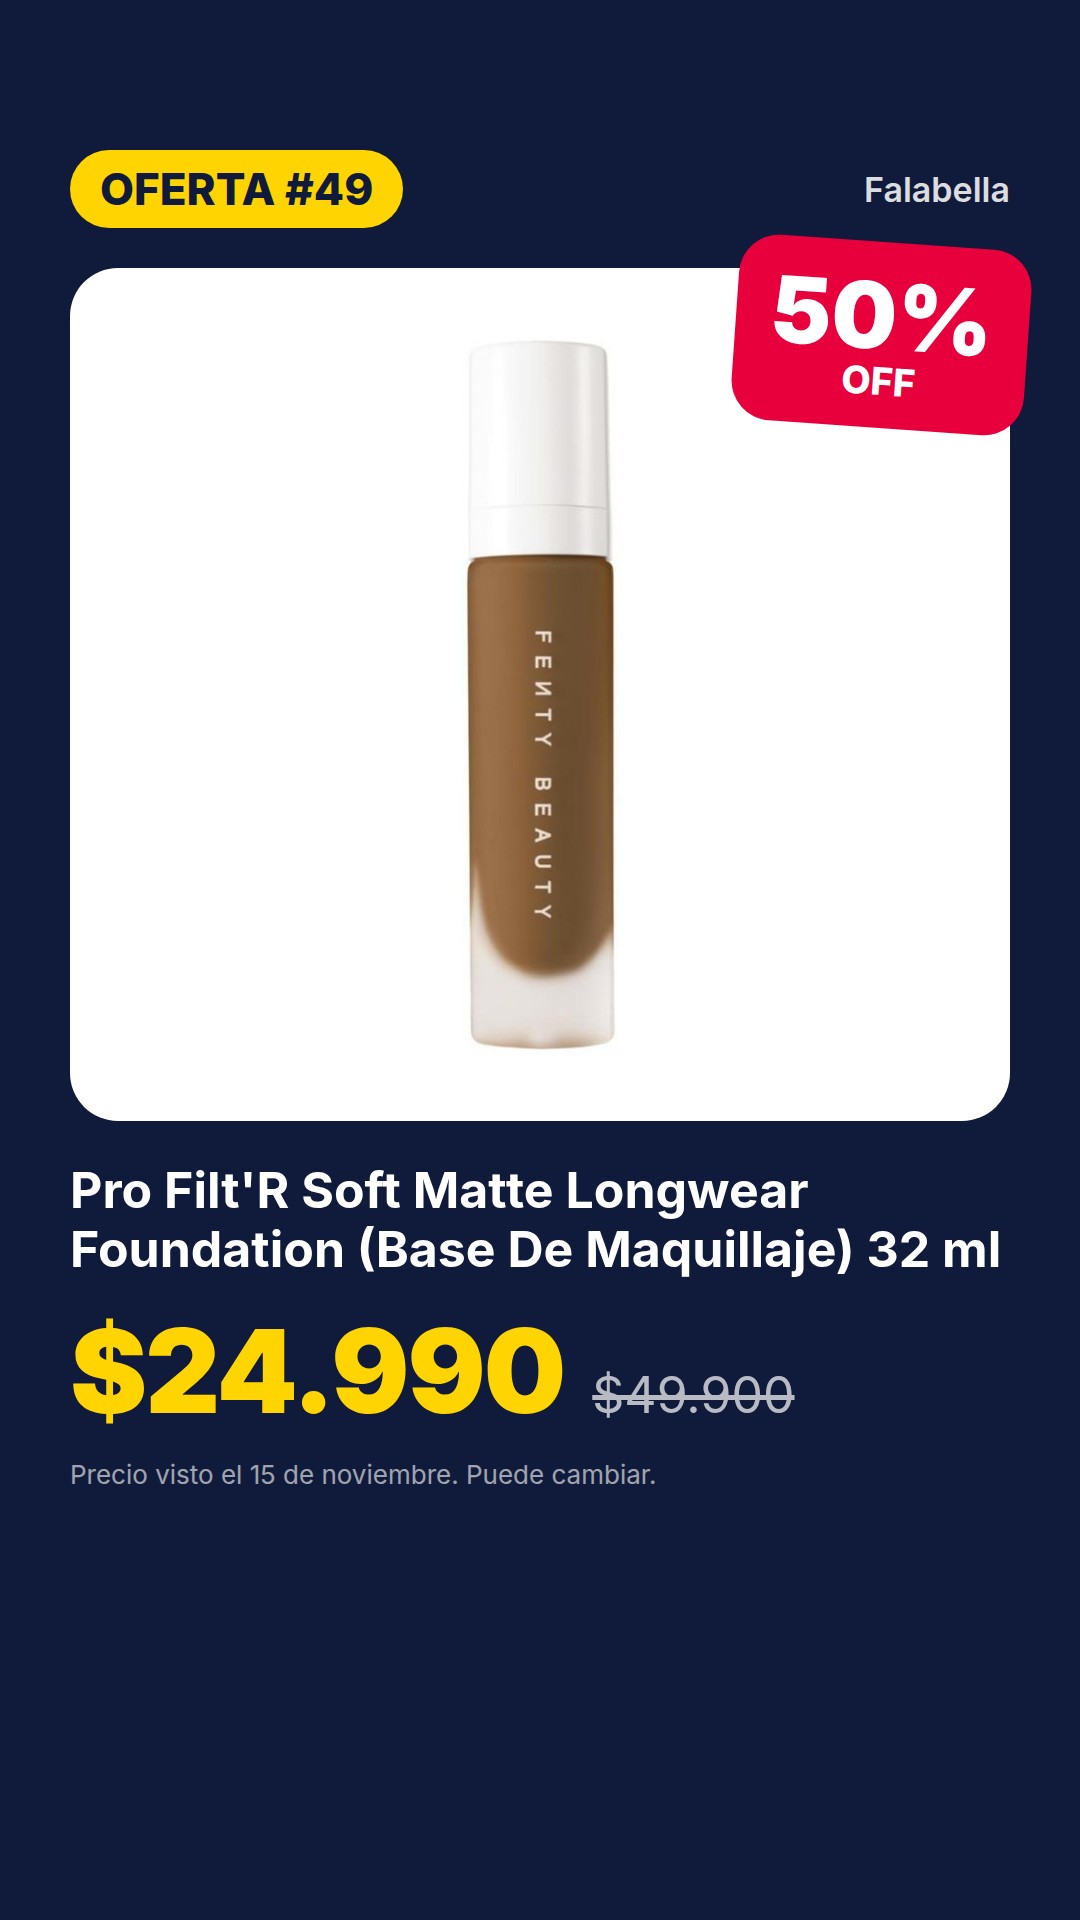 OFERTA #49
Falabella
50%
OFF
FENTY BEAUTY
Pro Filt'R Soft Matte Longwear
Foundation (Base De Maquillaje) 32 ml
$24.990 $49.900
Precio visto el 15 de noviembre. Puede cambiar.